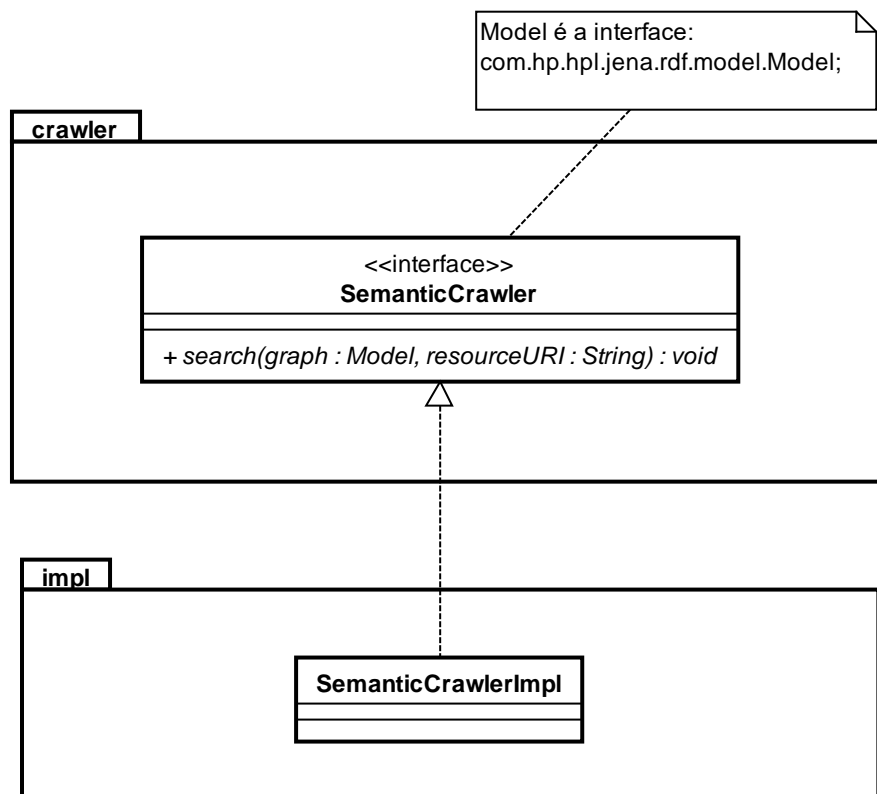 Model é a interface:
com.hp.hpl.jena.rdf.model.Model;
crawler
<<interface>>
SemanticCrawler
+ search(graph : Model, resourceURI : String) : void
impl
SemanticCrawlerImpl